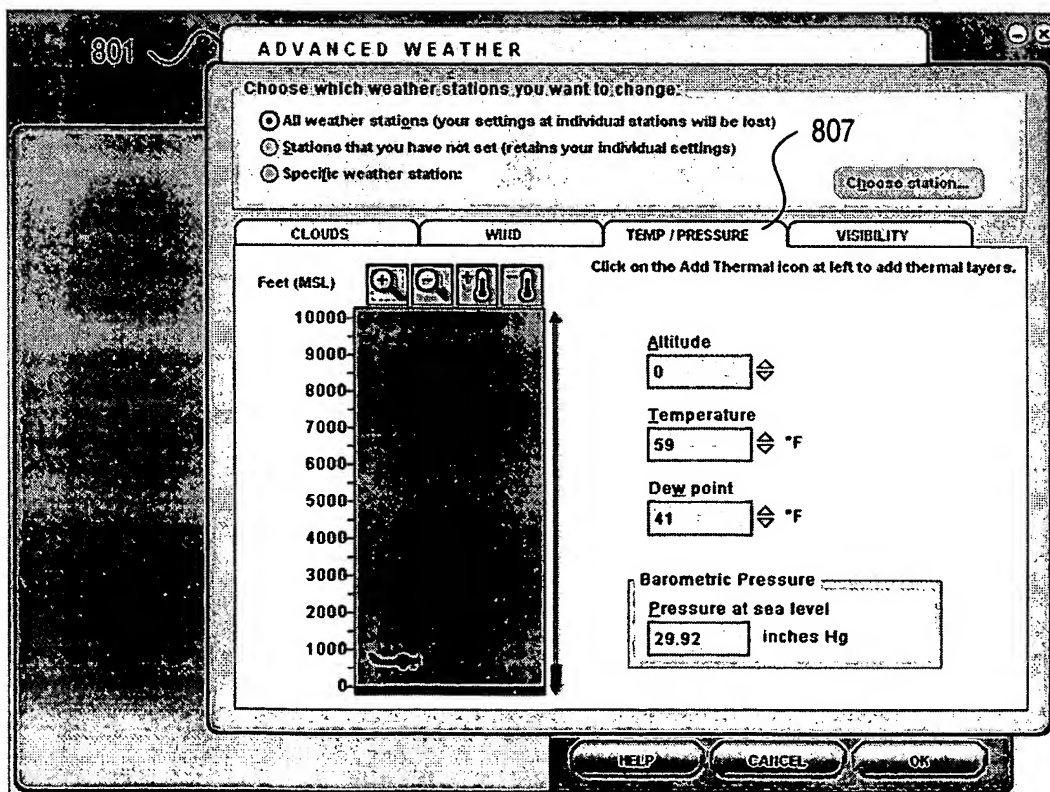 801
ADVANCED WEATHER
Choose which weather stations you want to change:
All weather stations (your settings at individual stations will be lost)
807
Stations that you have not set (retains your individual settings)
Specific weather station:
Choose station...
CLOUDS WIND TEMP / PRESSURE VISIBILITY
Click on the Add Thermal icon at left to add thermal layers.
Feet (MSL)
10000
9000
8000
7000
6000
5000
4000
3000
2000
1000
0
Altitude
0
Temperature
59 °F
Dew point
41 °F
Barometric Pressure
Pressure at sea level
29.92 inches Hg
HELP CANCEL OK